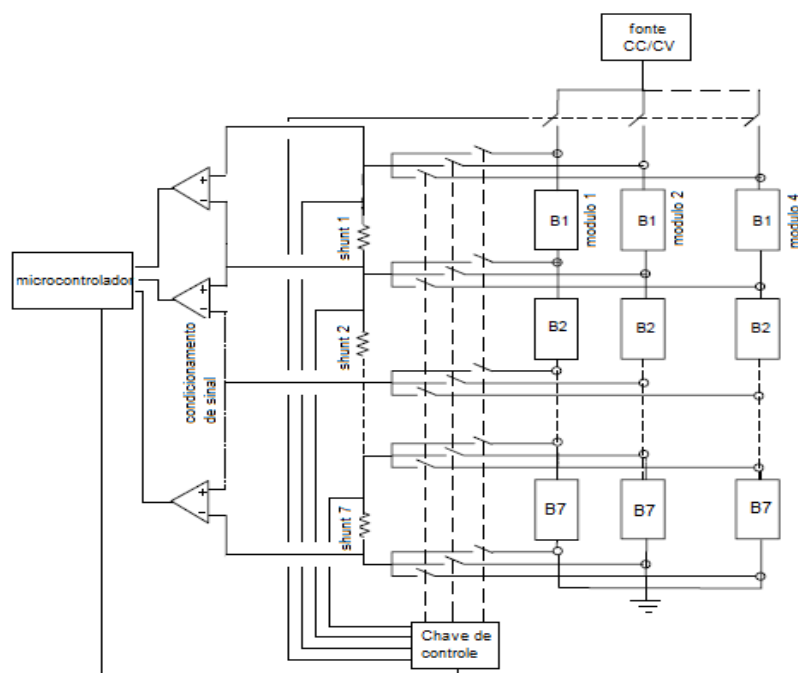 fonte
CC/CV
+
-
B1
modulo 1
B1
modulo 2
B1
modulo 4
shunt 1
microcontrolador
+
-
B2
B2
B2
shunt 2
condicionamento
de sinal
+
-
B7
B7
B7
shunt 7
Chave de
controle